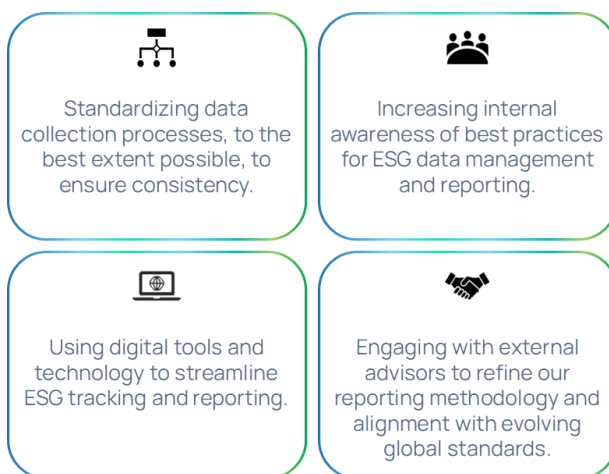 Standardizing data
collection processes, to the
best extent possible, to
ensure consistency.
Increasing internal
awareness of best practices
for ESG data management
and reporting.
Using digital tools and
technology to streamline
ESG tracking and reporting.
Engaging with external
advisors to refine our
reporting methodology and
alignment with evolving
global standards.